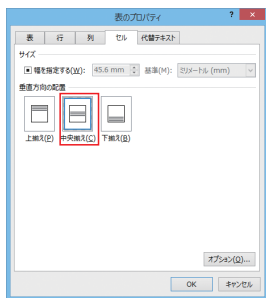 表のプロパティ ? ×
表 行 列 セル 代替テキスト
サイズ
幅を指定する(W): 45.6 mm 基準(M): ミリメートル (mm)
垂直方向の配置
上揃え(P) 中央揃え(C) 下揃え(B)
オプション(O)...
OK キャンセル